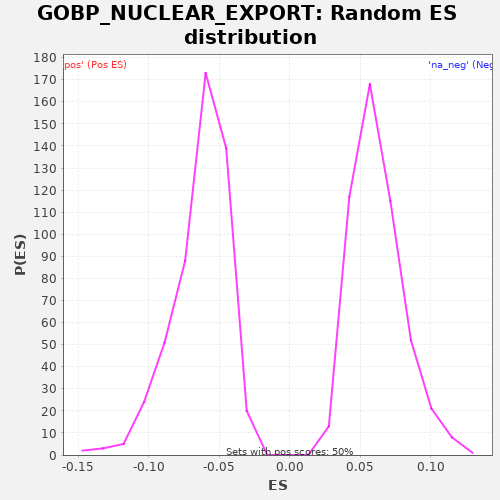 GOBP_NUCLEAR_EXPORT: Random ES
distribution
pos' (Pos ES)
'na_neg' (Neg
180
170
160
150
140
130
120
110
100
90
80
70
60
50
40
30
20
10
0
P(ES)
Sets with pos scores: 50%
-0.15 -0.10 -0.05 0.00 0.05 0.10
ES